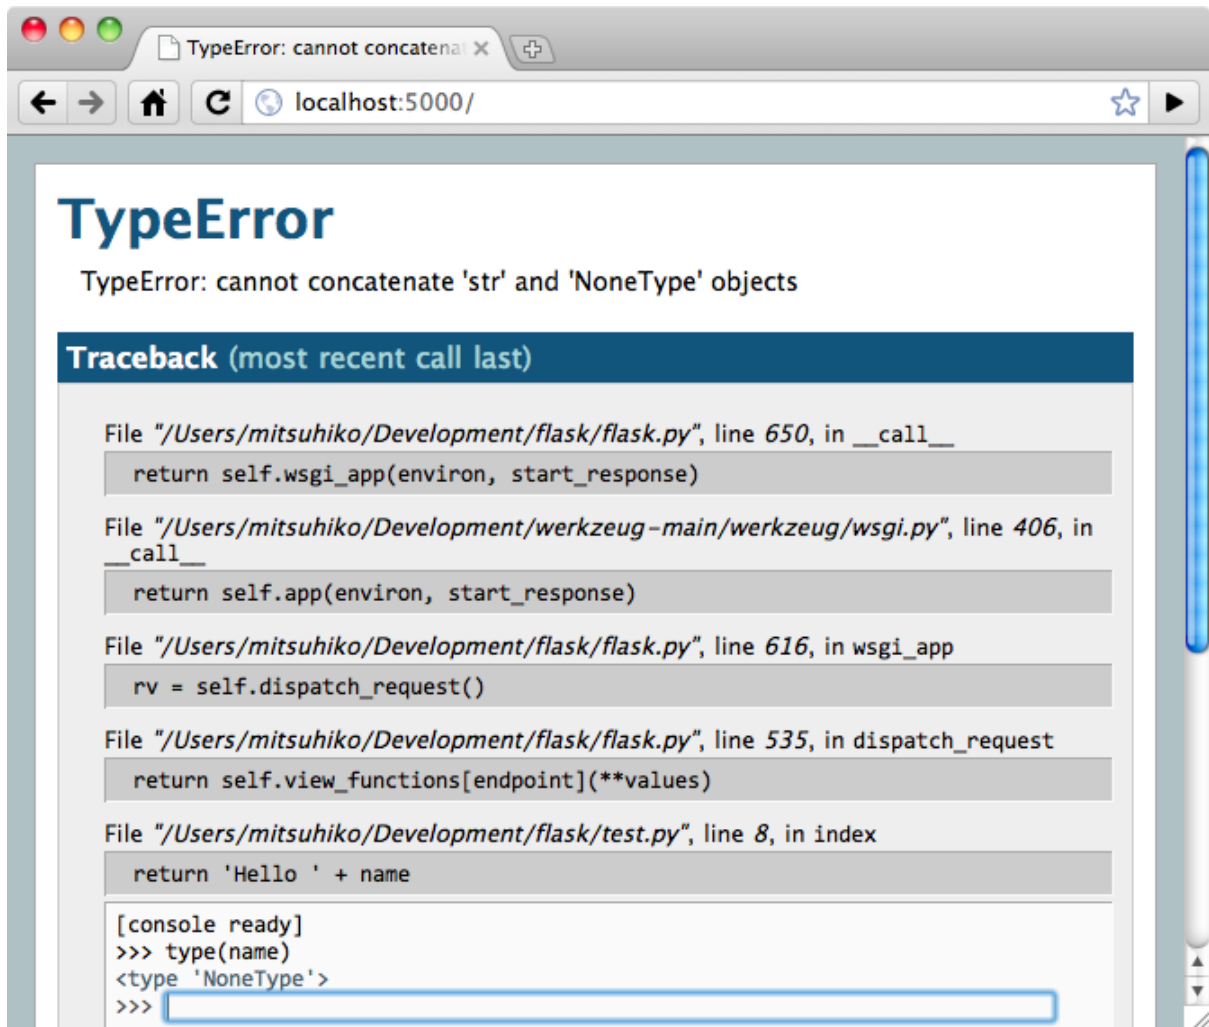 TypeError: cannot concatenat
localhost:5000/
TypeError
TypeError: cannot concatenate 'str' and 'NoneType' objects
Traceback (most recent call last)
File "/Users/mitsuhiko/Development/flask/flask.py", line 650, in __call__
return self.wsgi_app(environ, start_response)
File "/Users/mitsuhiko/Development/werkzeug-main/werkzeug/wsgi.py", line 406, in
__call__
return self.app(environ, start_response)
File "/Users/mitsuhiko/Development/flask/flask.py", line 616, in wsgi_app
rv = self.dispatch_request()
File "/Users/mitsuhiko/Development/flask/flask.py", line 535, in dispatch_request
return self.view_functions[endpoint](**values)
File "/Users/mitsuhiko/Development/flask/test.py", line 8, in index
return 'Hello ' + name
[console ready]
>>> type(name)
<type 'NoneType'>
>>>